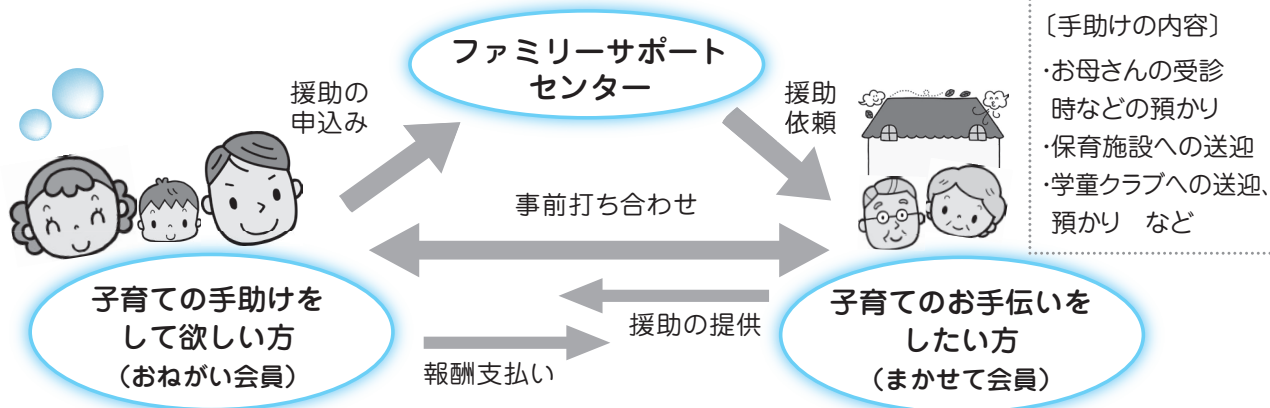 ファミリーサポート
センター
援助の
申込み
援助
依頼
〔手助けの内容〕
・お母さんの受診
時などの預かり
・保育施設への送迎
・学童クラブへの送迎、
預かり　など
事前打ち合わせ
子育ての手助けを
して欲しい方
（おねがい会員）
援助の提供
報酬支払い
子育てのお手伝いを
したい方
（まかせて会員）